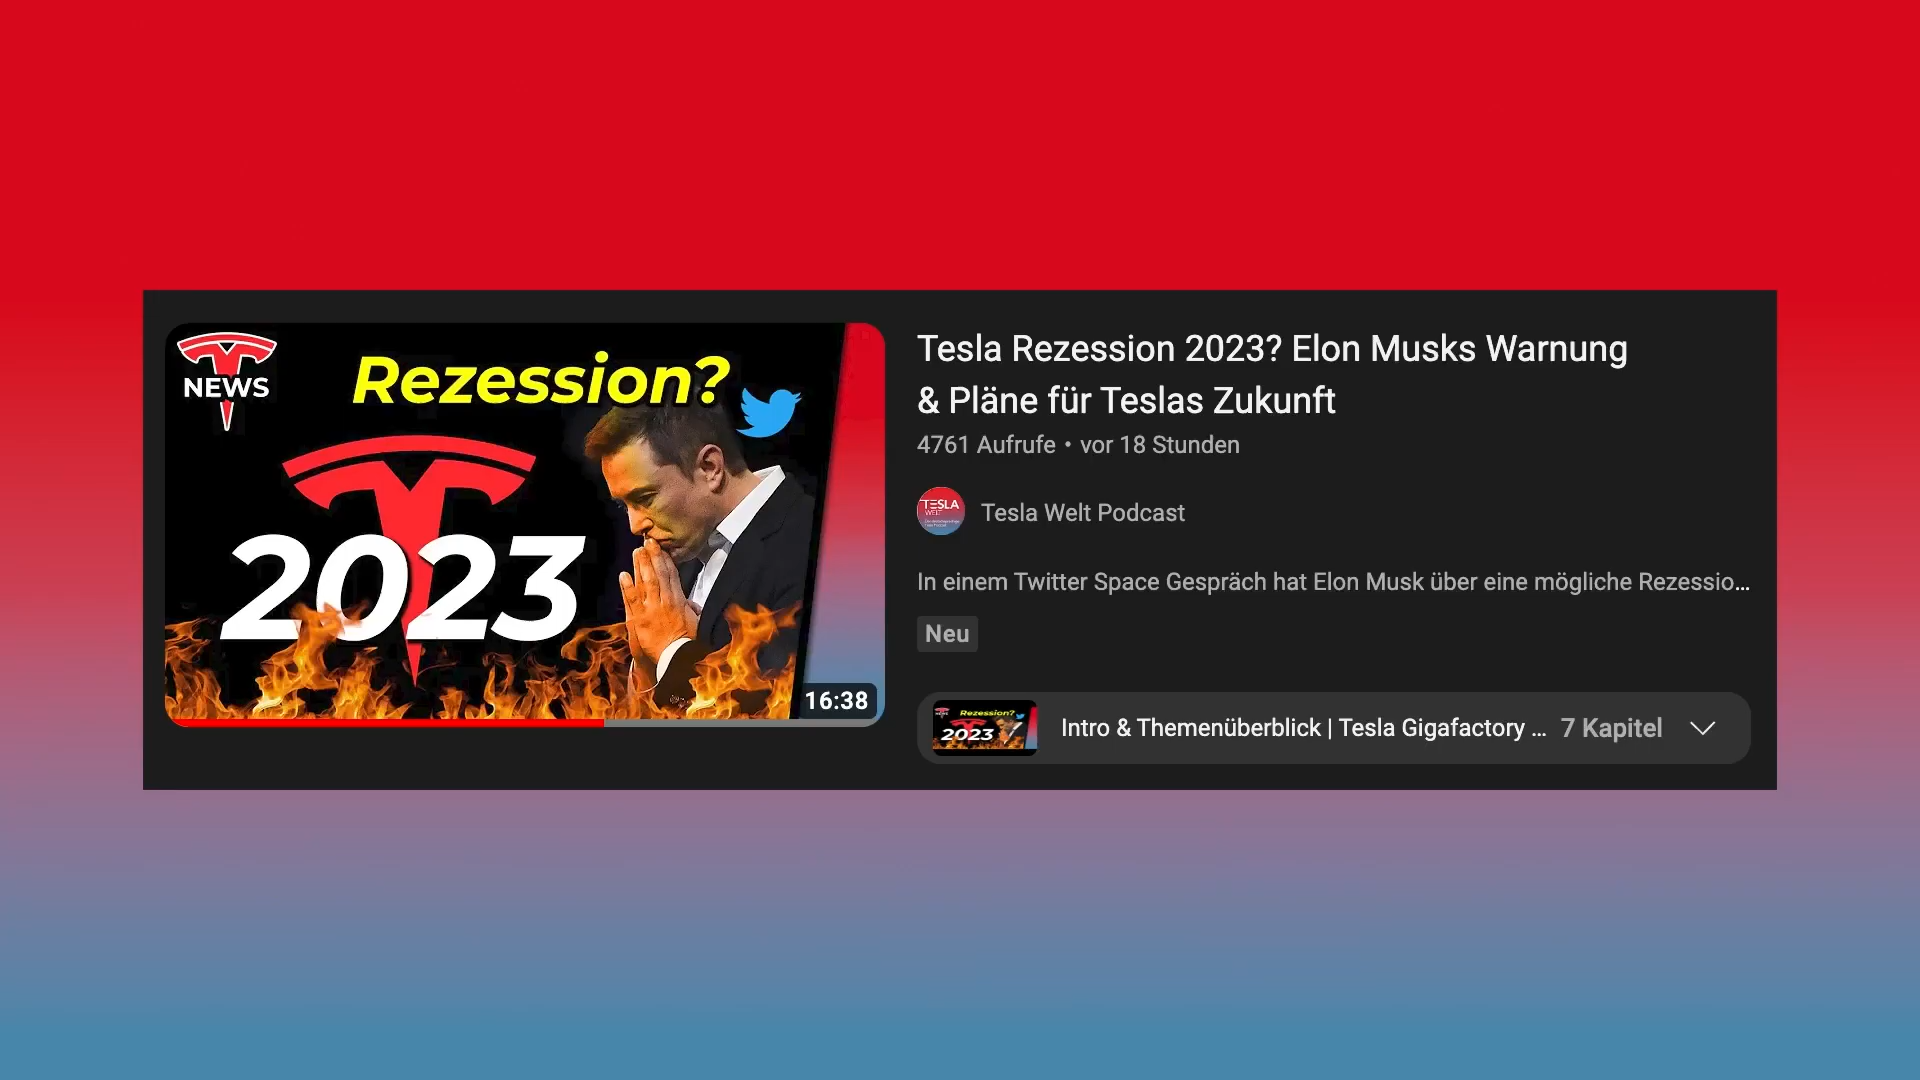 NEWS
Rezession?
2023
16:38
Tesla Rezession 2023? Elon Musks Warnung
& Pläne für Teslas Zukunft
4761 Aufrufe • vor 18 Stunden
TESLA
WELT
Tesla Welt Podcast
In einem Twitter Space Gespräch hat Elon Musk über eine mögliche Rezessio...
Neu
Rezession?
2023
Intro & Themenüberblick | Tesla Gigafactory ... 7 Kapitel